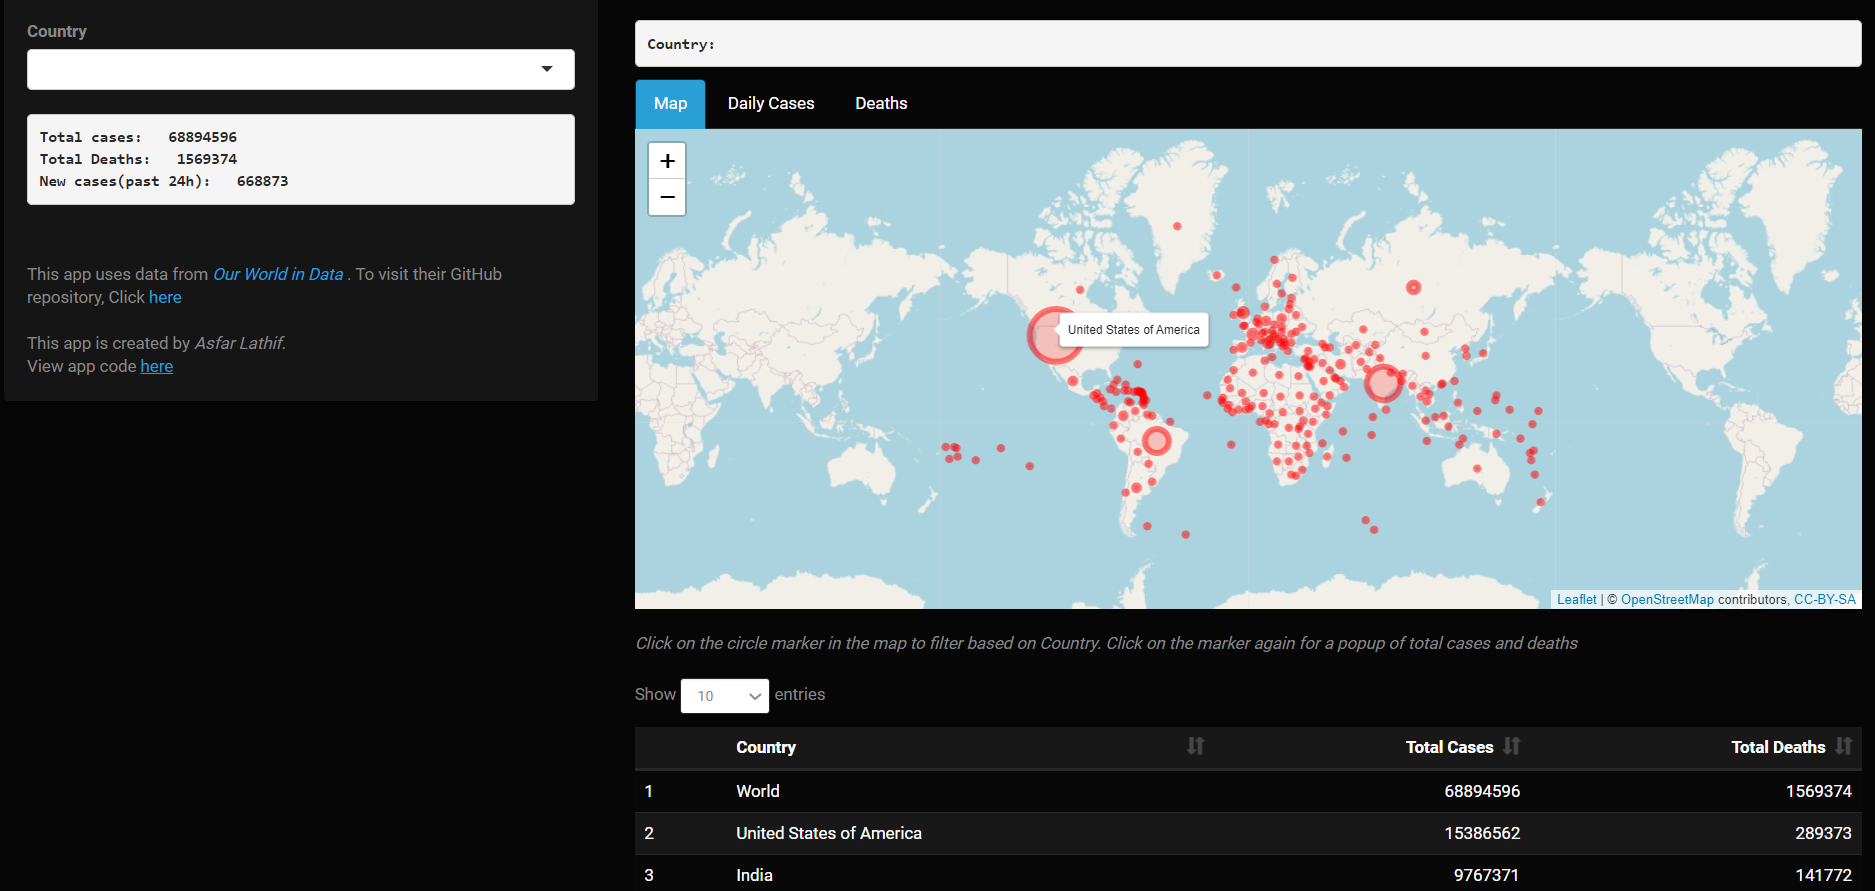 Country
Total cases:   68894596
Total Deaths:   1569374
New cases(past 24h):   668873
This app uses data from Our World in Data . To visit their GitHub
repository, Click here
This app is created by Asfar Lathif.
View app code here
Country:
Map Daily Cases Deaths
+
−
United States of America
Leaflet | © OpenStreetMap contributors, CC-BY-SA
Click on the circle marker in the map to filter based on Country. Click on the marker again for a popup of total cases and deaths
Show 10 entries
Country Total Cases Total Deaths
1 World 68894596 1569374
2 United States of America 15386562 289373
3 India 9767371 141772